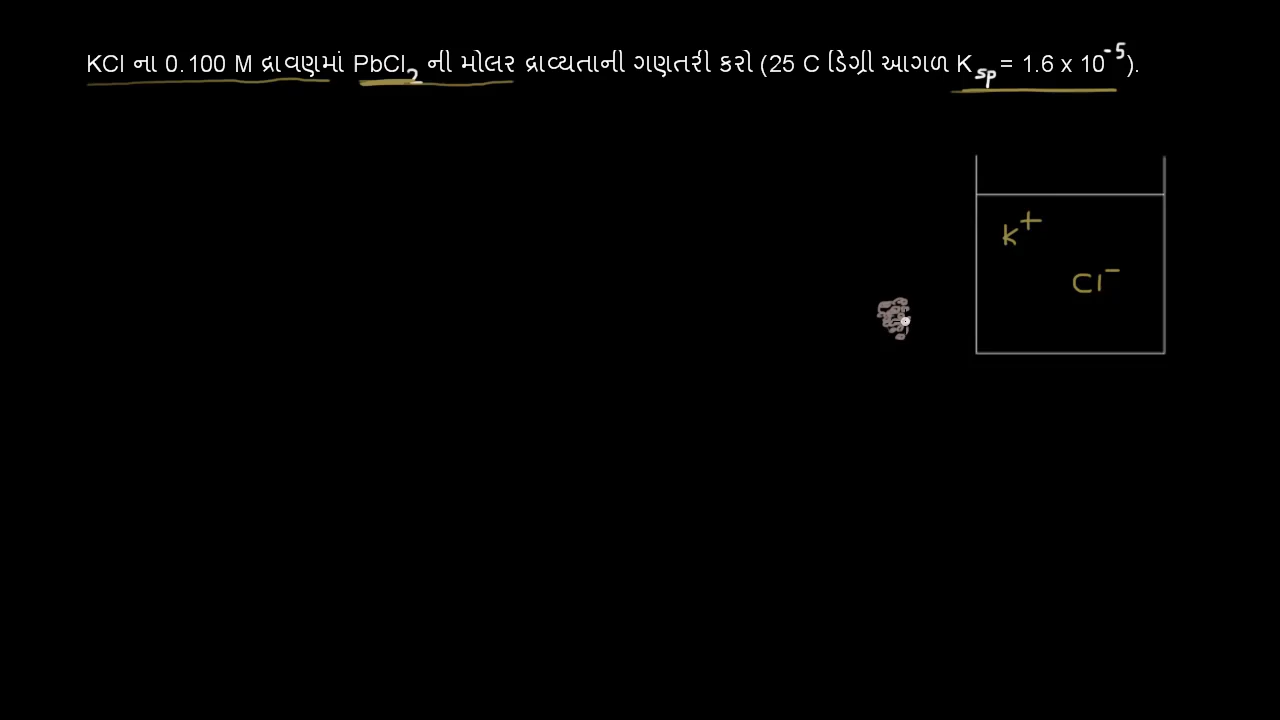 KCl ના 0.100 M દ્રાવણમાં PbCl₂ ની મોલર દ્રાવ્યતાની ગણતરી કરો (25 C ડિગ્રી આગળ Ksp = 1.6 x 10⁻⁵).
K⁺
Cl⁻